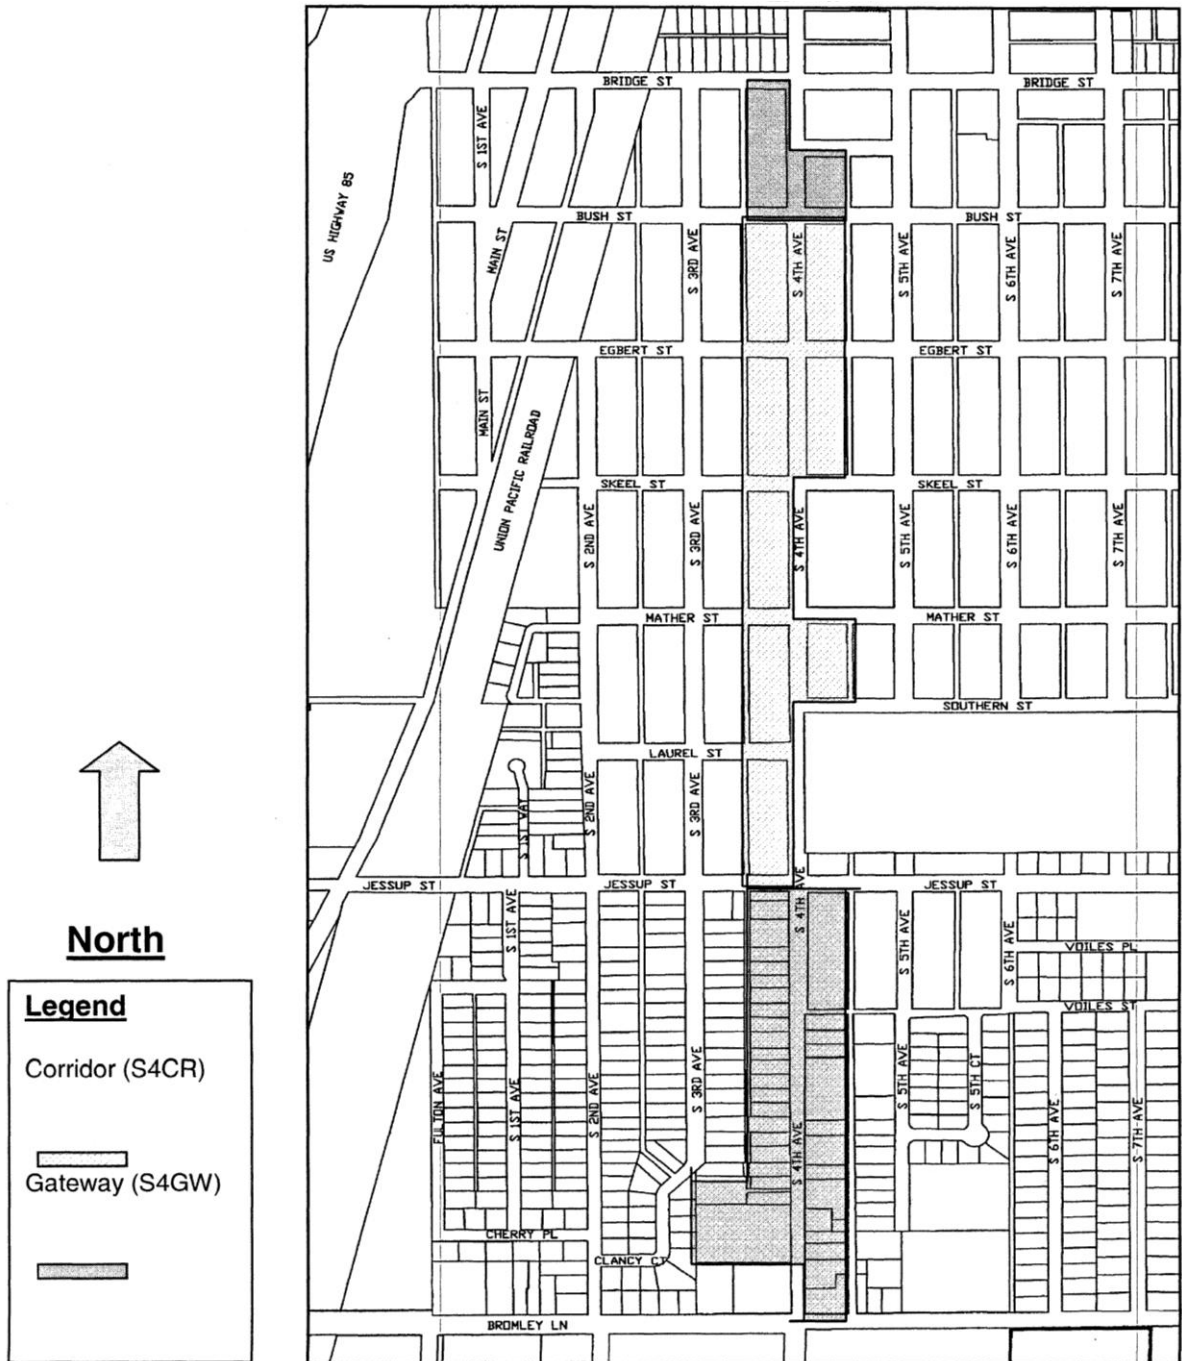 BRIDGE ST
BRIDGE ST
S 1ST AVE
US HIGHWAY 85
BUSH ST
BUSH ST
MAIN ST
S 3RD AVE
S 4TH AVE
S 5TH AVE
S 6TH AVE
S 7TH AVE
EGBERT ST
EGBERT ST
MAIN ST
UNION PACIFIC RAILROAD
SKEEL ST
SKEEL ST
S 2ND AVE
S 3RD AVE
S 4TH AVE
S 5TH AVE
S 6TH AVE
S 7TH AVE
MATHER ST
MATHER ST
SOUTHERN ST
LAUREL ST
S 1ST WAY
S 2ND AVE
S 3RD AVE
JESSUP ST
JESSUP ST
JESSUP ST
S 1ST AVE
S 4TH AVE
S 5TH AVE
S 6TH AVE
VOILES PL
VOILES ST
North
Legend
Corridor (S4CR)
Gateway (S4GW)
FULTON AVE
S 1ST AVE
S 2ND AVE
S 3RD AVE
S 4TH AVE
S 5TH AVE
S 5TH CT
S 6TH AVE
S 7TH AVE
CHERRY PL
CLANCY CT
BROMLEY LN